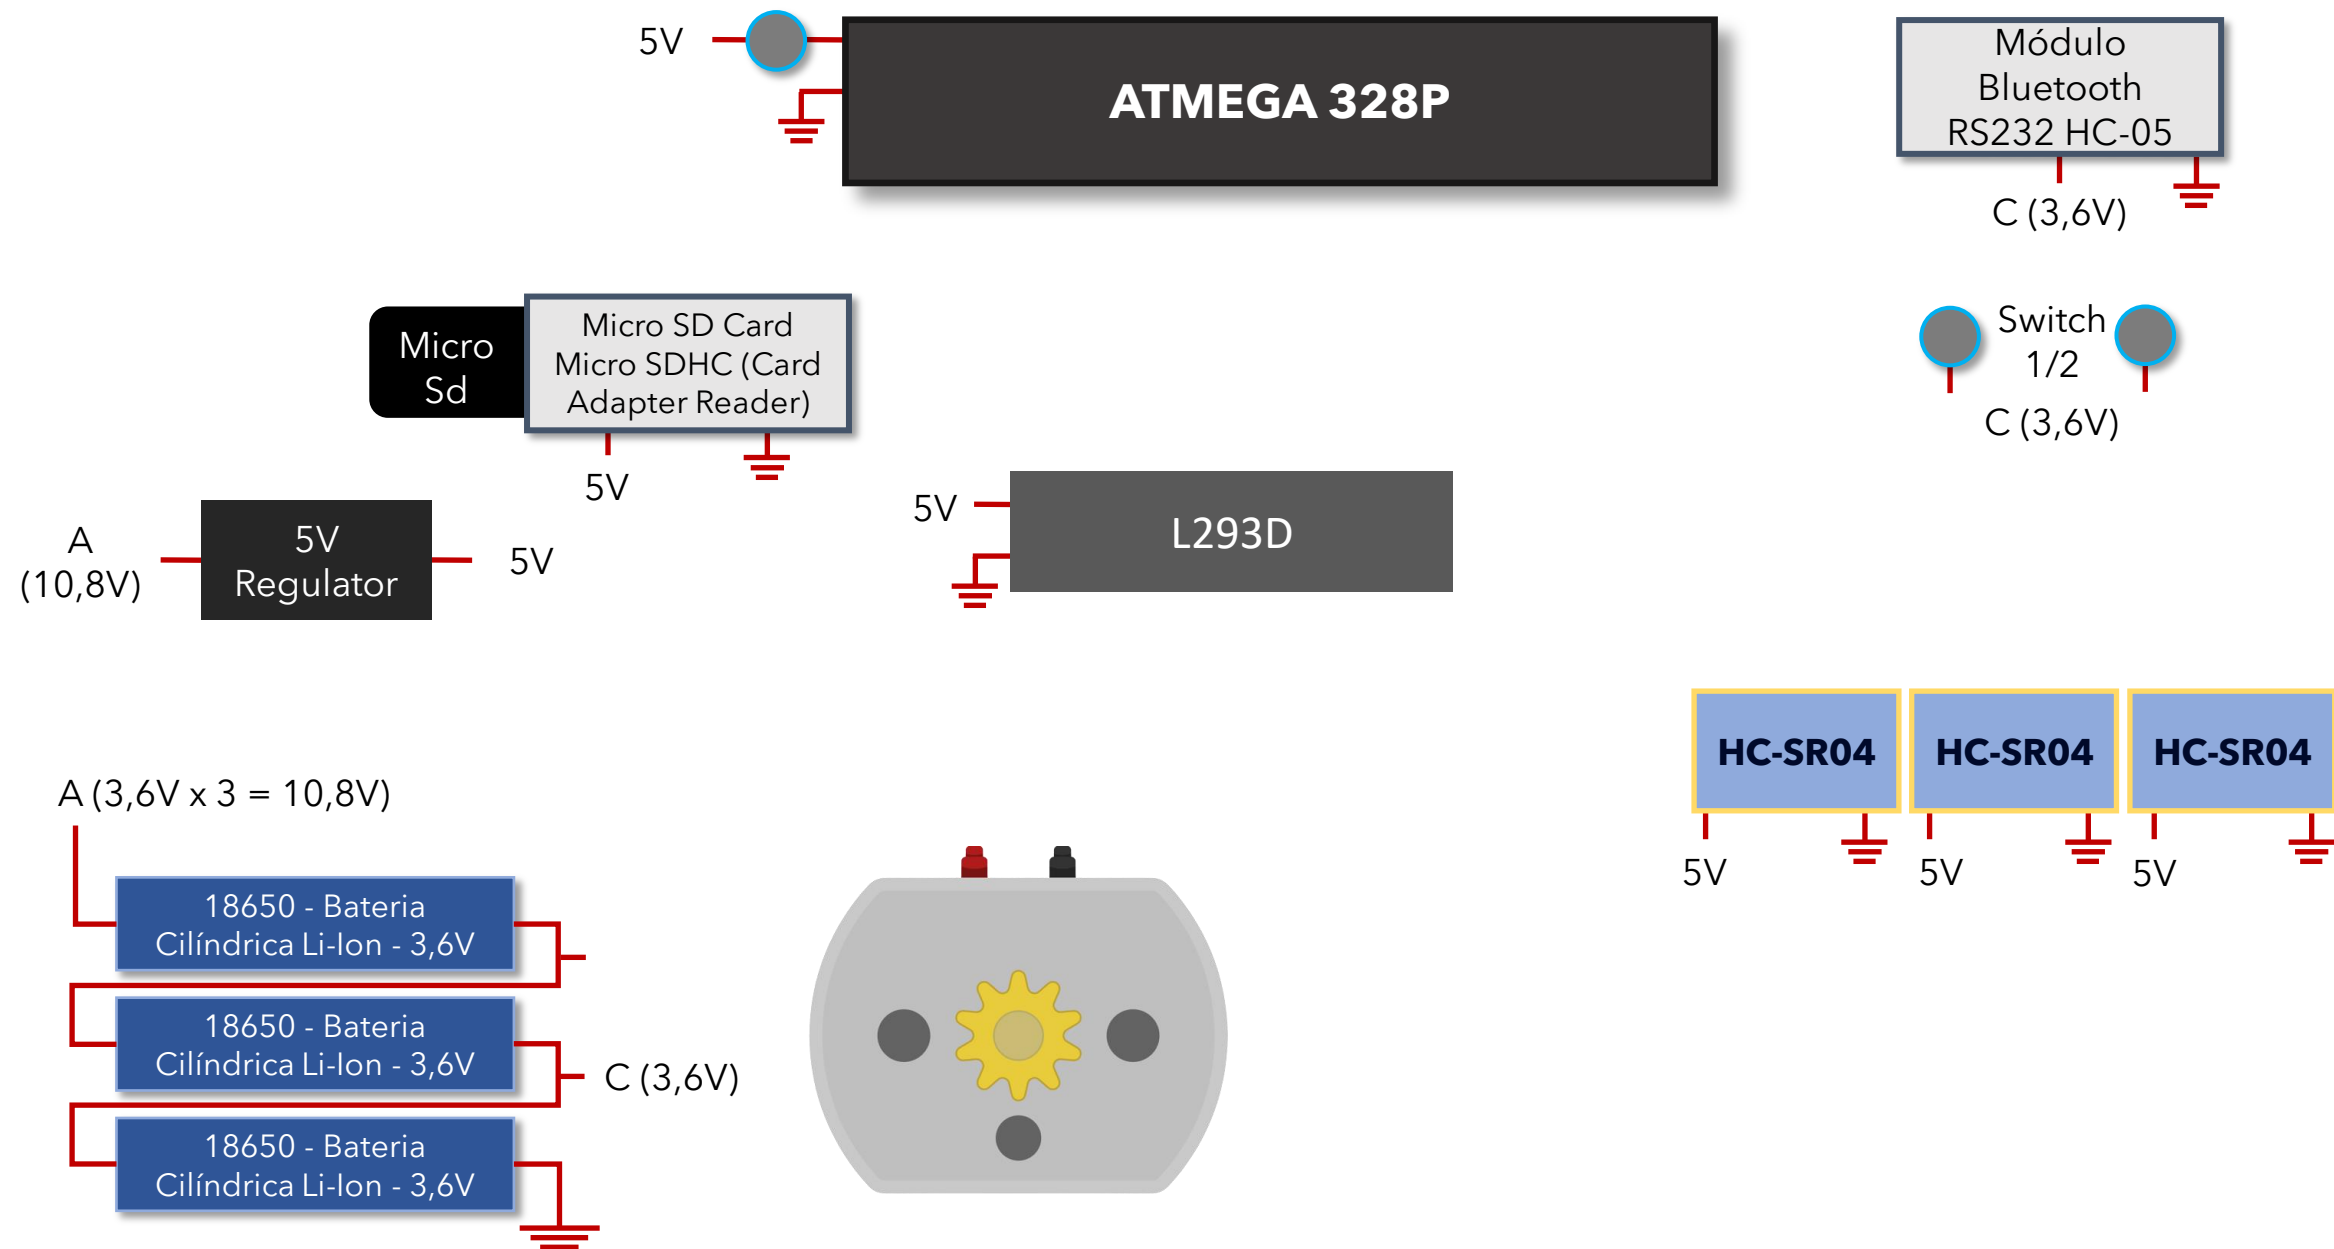 5V
ATMEGA 328P
Módulo
Bluetooth
RS232 HC-05
C (3,6V)
Micro
Sd
Micro SD Card
Micro SDHC (Card
Adapter Reader)
5V
Switch
1/2
C (3,6V)
A
(10,8V)
5V
Regulator
5V
5V
L293D
HC-SR04
HC-SR04
HC-SR04
5V
5V
5V
A (3,6V x 3 = 10,8V)
18650 - Bateria
Cilíndrica Li-Ion - 3,6V
18650 - Bateria
Cilíndrica Li-Ion - 3,6V
C (3,6V)
18650 - Bateria
Cilíndrica Li-Ion - 3,6V